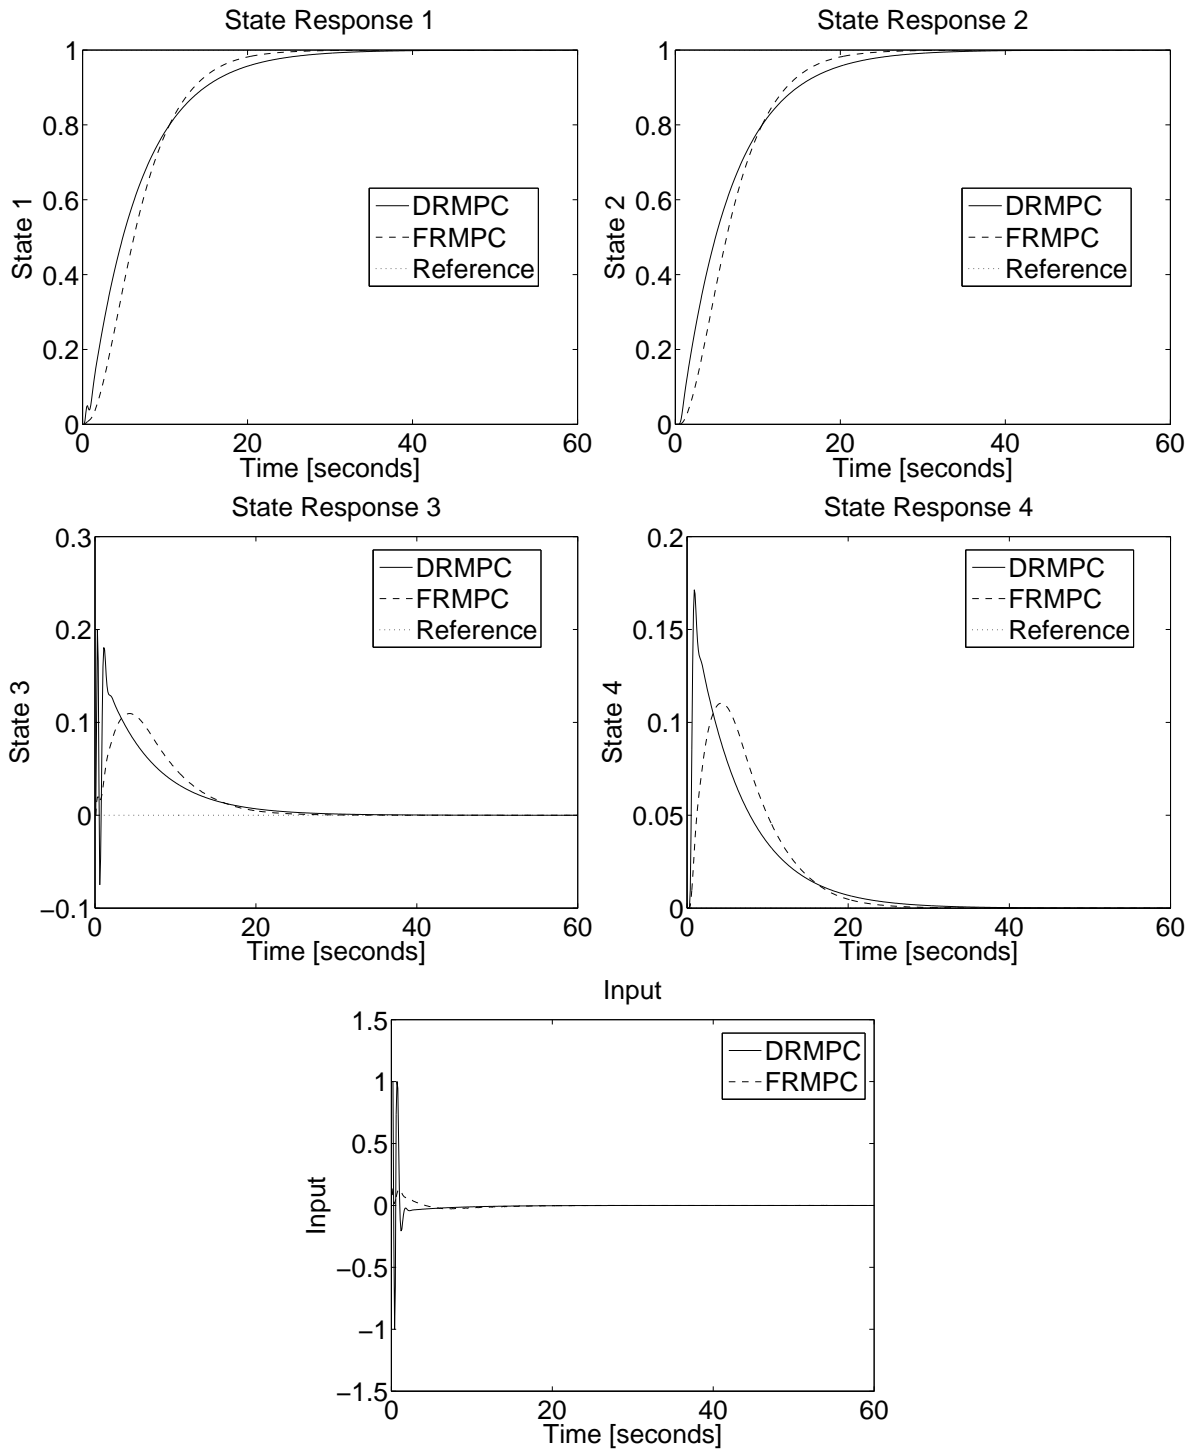 State Response 1
1
0.8
0.6
0.4
0.2
0
State 1
DRMPC
FRMPC
Reference
0
20
40
60
Time [seconds]
State Response 2
1
0.8
0.6
0.4
0.2
0
State 2
DRMPC
FRMPC
Reference
0
20
40
60
Time [seconds]
State Response 3
0.3
0.2
0.1
0
−0.1
State 3
DRMPC
FRMPC
Reference
0
20
40
60
Time [seconds]
State Response 4
0.2
0.15
0.1
0.05
0
State 4
DRMPC
FRMPC
Reference
0
20
40
60
Time [seconds]
Input
1.5
1
0.5
0
−0.5
−1
−1.5
Input
DRMPC
FRMPC
0
20
40
60
Time [seconds]